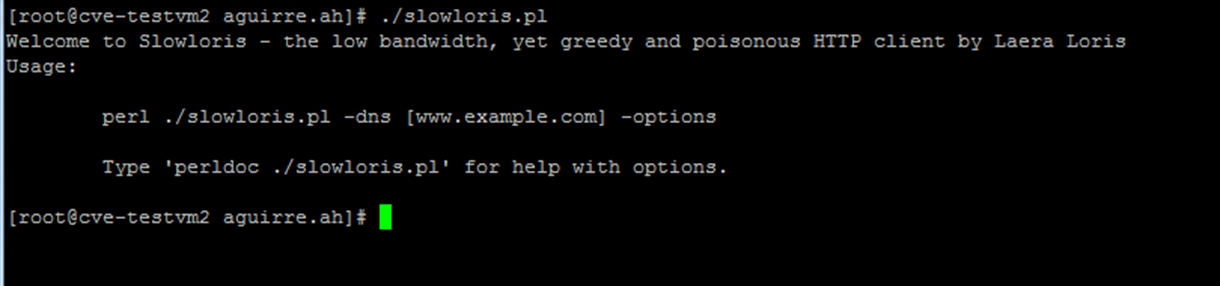 [root@cve-testvm2 aguirre.ah]# ./slowloris.pl
Welcome to Slowloris - the low bandwidth, yet greedy and poisonous HTTP client by Laera Loris
Usage:
perl ./slowloris.pl -dns [www.example.com] -options
Type 'perldoc ./slowloris.pl' for help with options.
[root@cve-testvm2 aguirre.ah]#